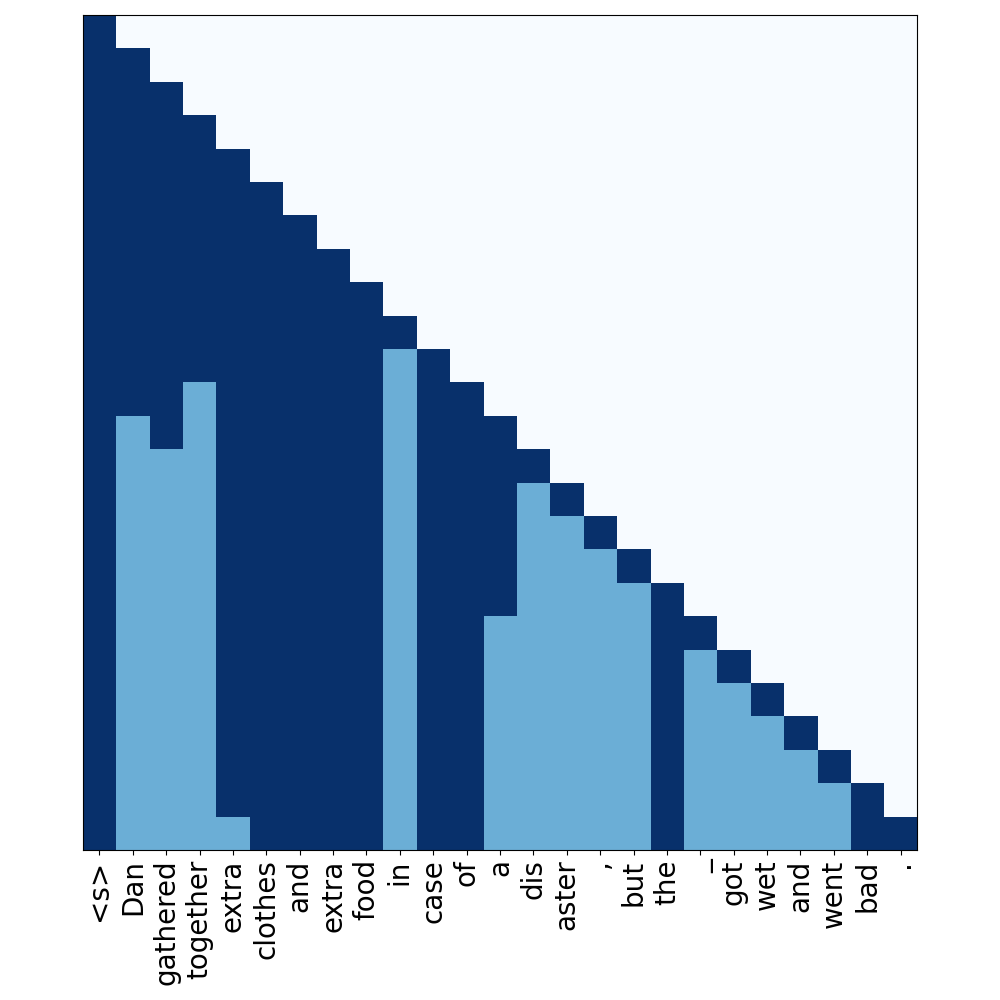 <s> Dan gathered together extra clothes and extra food in case of a dis aster , but the _ got wet and went bad .